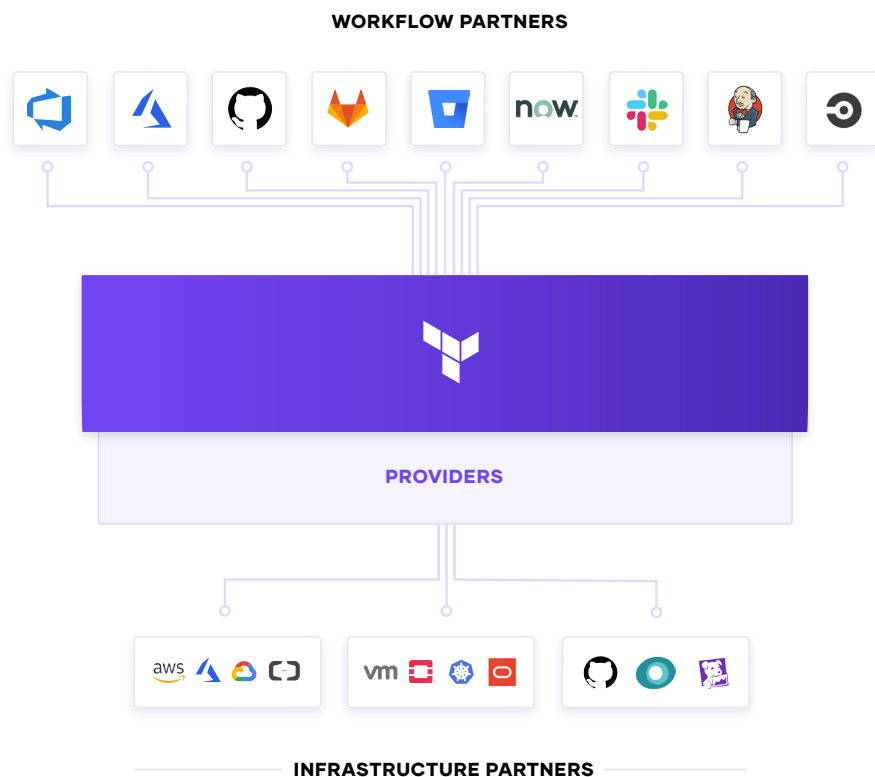 WORKFLOW PARTNERS
now
PROVIDERS
aws
vm
INFRASTRUCTURE PARTNERS